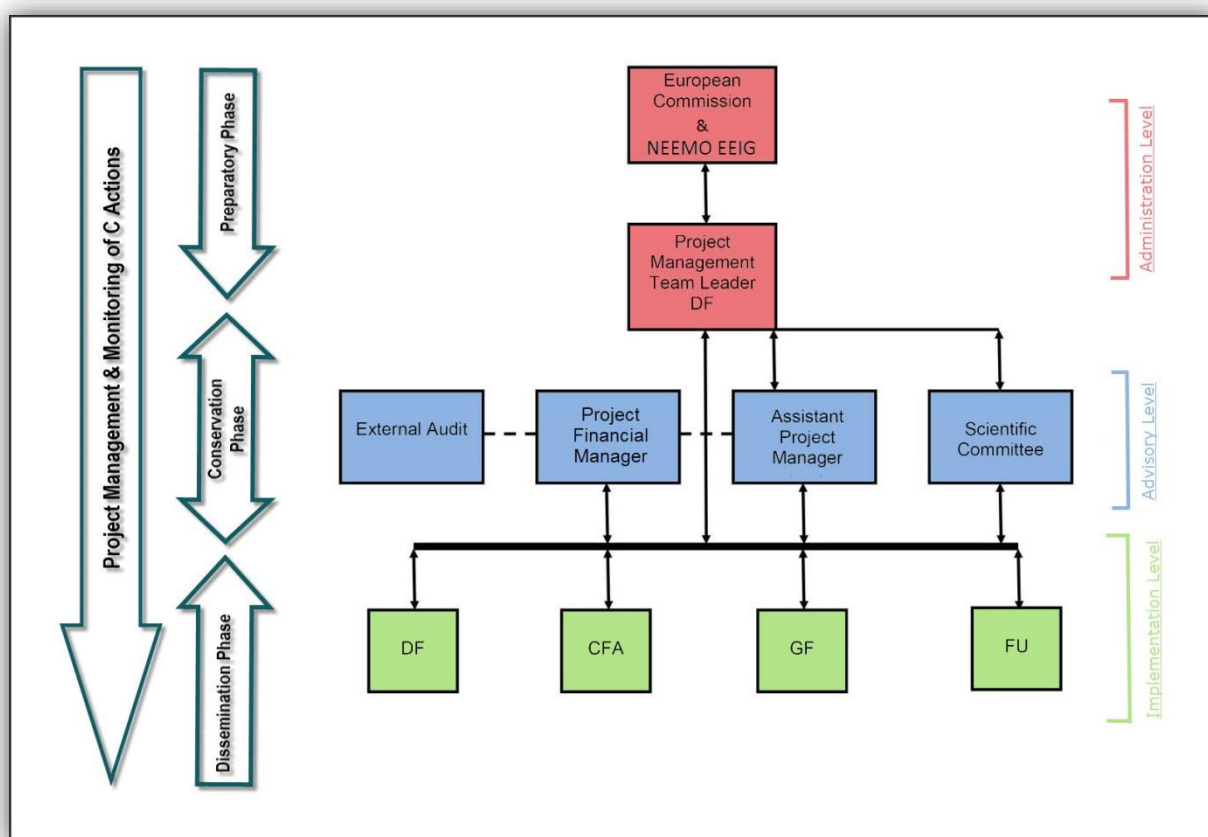 Project Management & Monitoring of C Actions
Preparatory Phase
Conservation
Phase
Dissemination Phase
European
Commission
&
NEEMO EEIG
Project
Management
Team Leader
DF
External Audit
Project
Financial
Manager
Assistant
Project
Manager
Scientific
Committee
DF
CFA
GF
FU
Administration Level
Advisory Level
Implementation Level